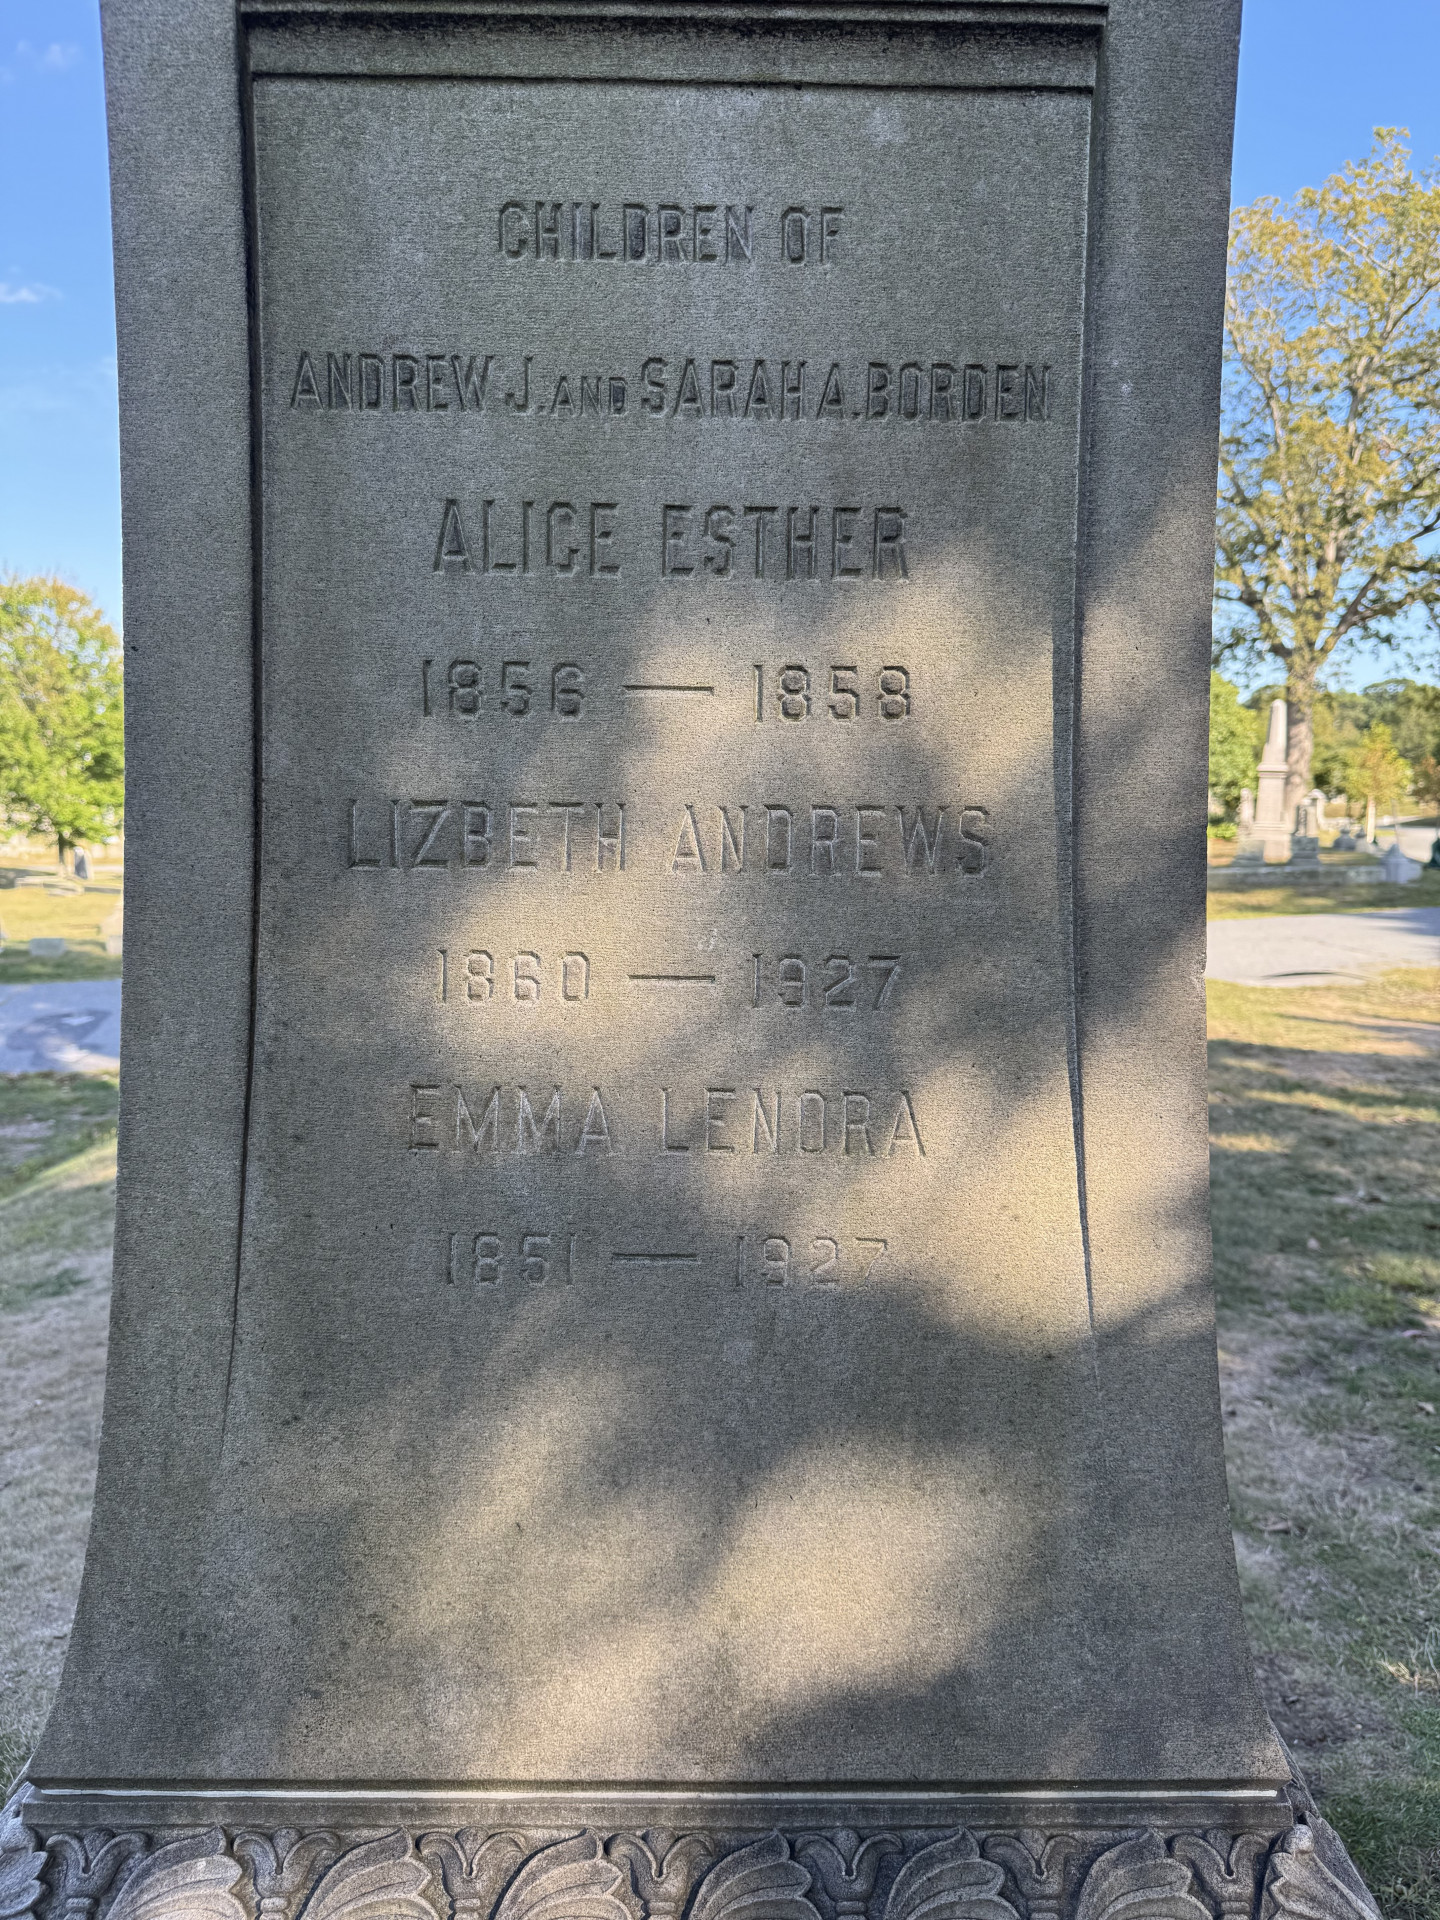 CHILDREN OF
ANDREW J. AND SARAH A. BORDEN
ALICE ESTHER
1856 — 1858
LIZBETH ANDREWS
1860 — 1927
EMMA LENORA
1851 — 1927